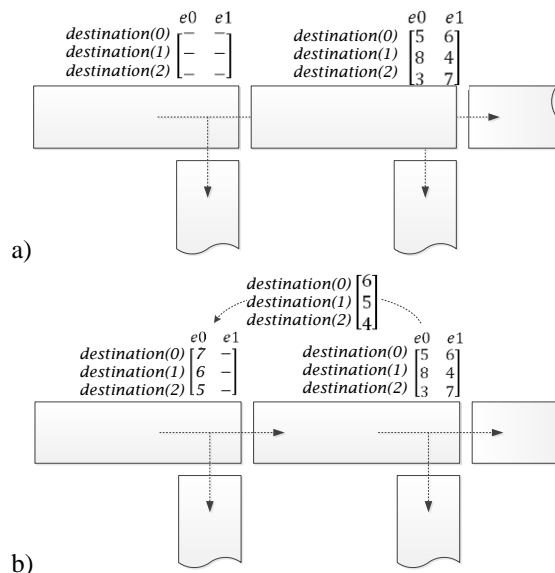 e0 e1
destination(0) [– –]
destination(1) [– –]
destination(2) [– –]
e0 e1
destination(0) [5 6]
destination(1) [8 4]
destination(2) [3 7]
a)
destination(0) [6]
destination(1) [5]
destination(2) [4]
e0 e1
destination(0) [7 –]
destination(1) [6 –]
destination(2) [5 –]
e0 e1
destination(0) [5 6]
destination(1) [8 4]
destination(2) [3 7]
b)